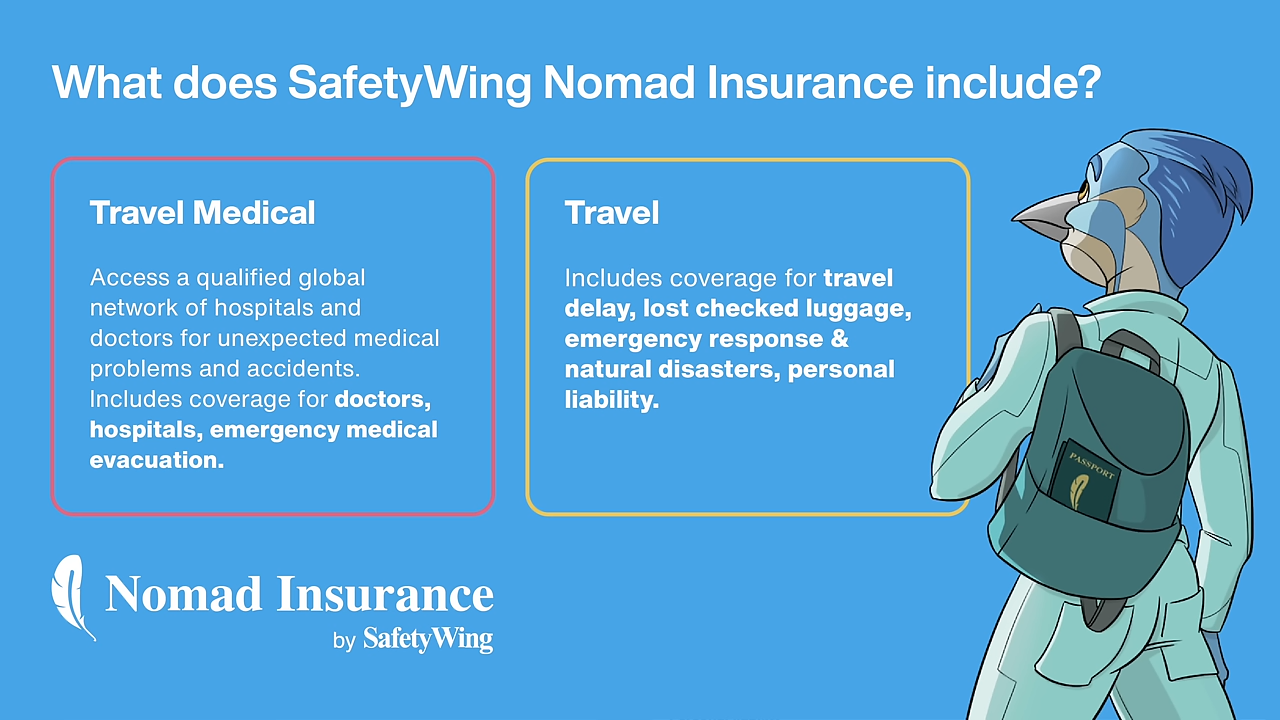 What does SafetyWing Nomad Insurance include?
Travel Medical
Access a qualified global
network of hospitals and
doctors for unexpected medical
problems and accidents.
Includes coverage for doctors,
hospitals, emergency medical
evacuation.
Travel
Includes coverage for travel
delay, lost checked luggage,
emergency response &
natural disasters, personal
liability.
PASSPORT
Nomad Insurance
by SafetyWing